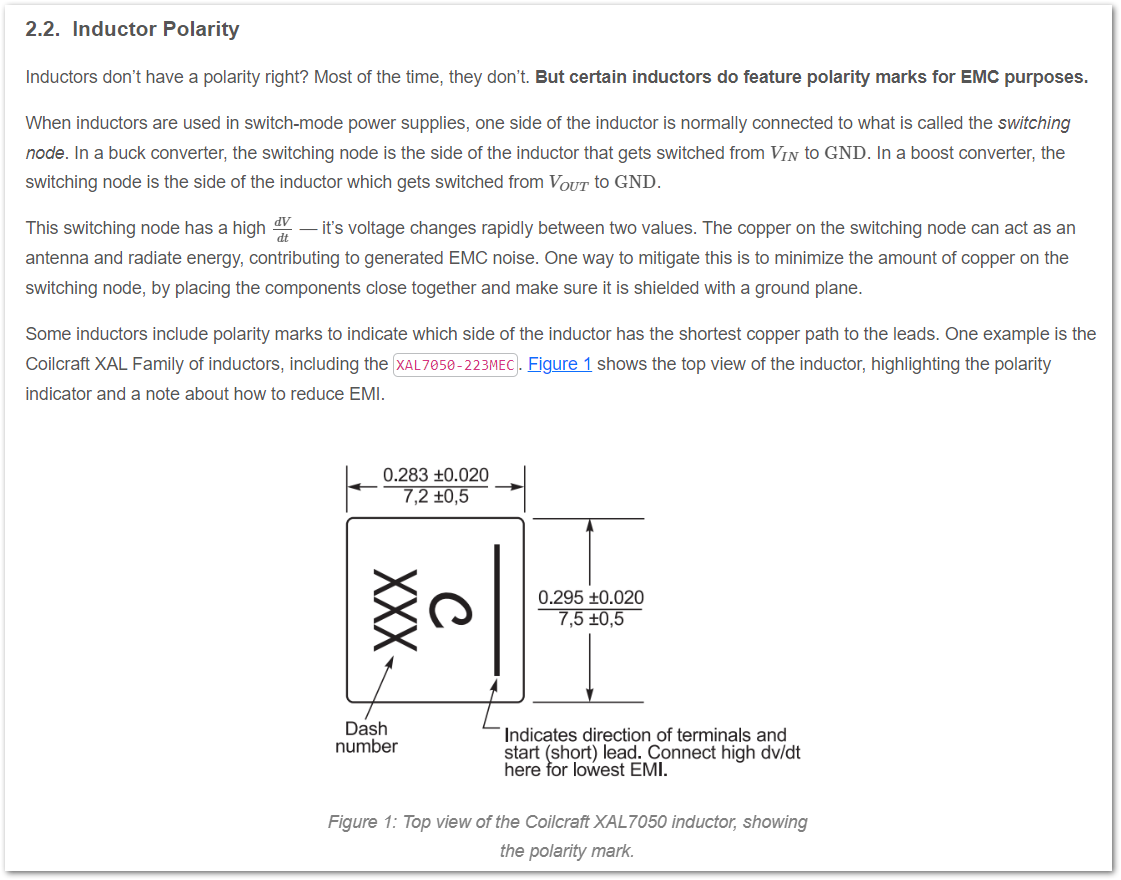 2.2. Inductor Polarity
Inductors don’t have a polarity right? Most of the time, they don’t. But certain inductors do feature polarity marks for EMC purposes.
When inductors are used in switch-mode power supplies, one side of the inductor is normally connected to what is called the switching
node. In a buck converter, the switching node is the side of the inductor that gets switched from V_IN to GND. In a boost converter, the
switching node is the side of the inductor which gets switched from V_OUT to GND.
This switching node has a high dV/dt — it’s voltage changes rapidly between two values. The copper on the switching node can act as an
antenna and radiate energy, contributing to generated EMC noise. One way to mitigate this is to minimize the amount of copper on the
switching node, by placing the components close together and make sure it is shielded with a ground plane.
Some inductors include polarity marks to indicate which side of the inductor has the shortest copper path to the leads. One example is the
Coilcraft XAL Family of inductors, including the XAL7050-223MEC. Figure 1 shows the top view of the inductor, highlighting the polarity
indicator and a note about how to reduce EMI.
0.283 ±0.020
7,2 ±0,5
XXX
C
0.295 ±0.020
7,5 ±0,5
Dash
number
Indicates direction of terminals and
start (short) lead. Connect high dv/dt
here for lowest EMI.
Figure 1: Top view of the Coilcraft XAL7050 inductor, showing
the polarity mark.